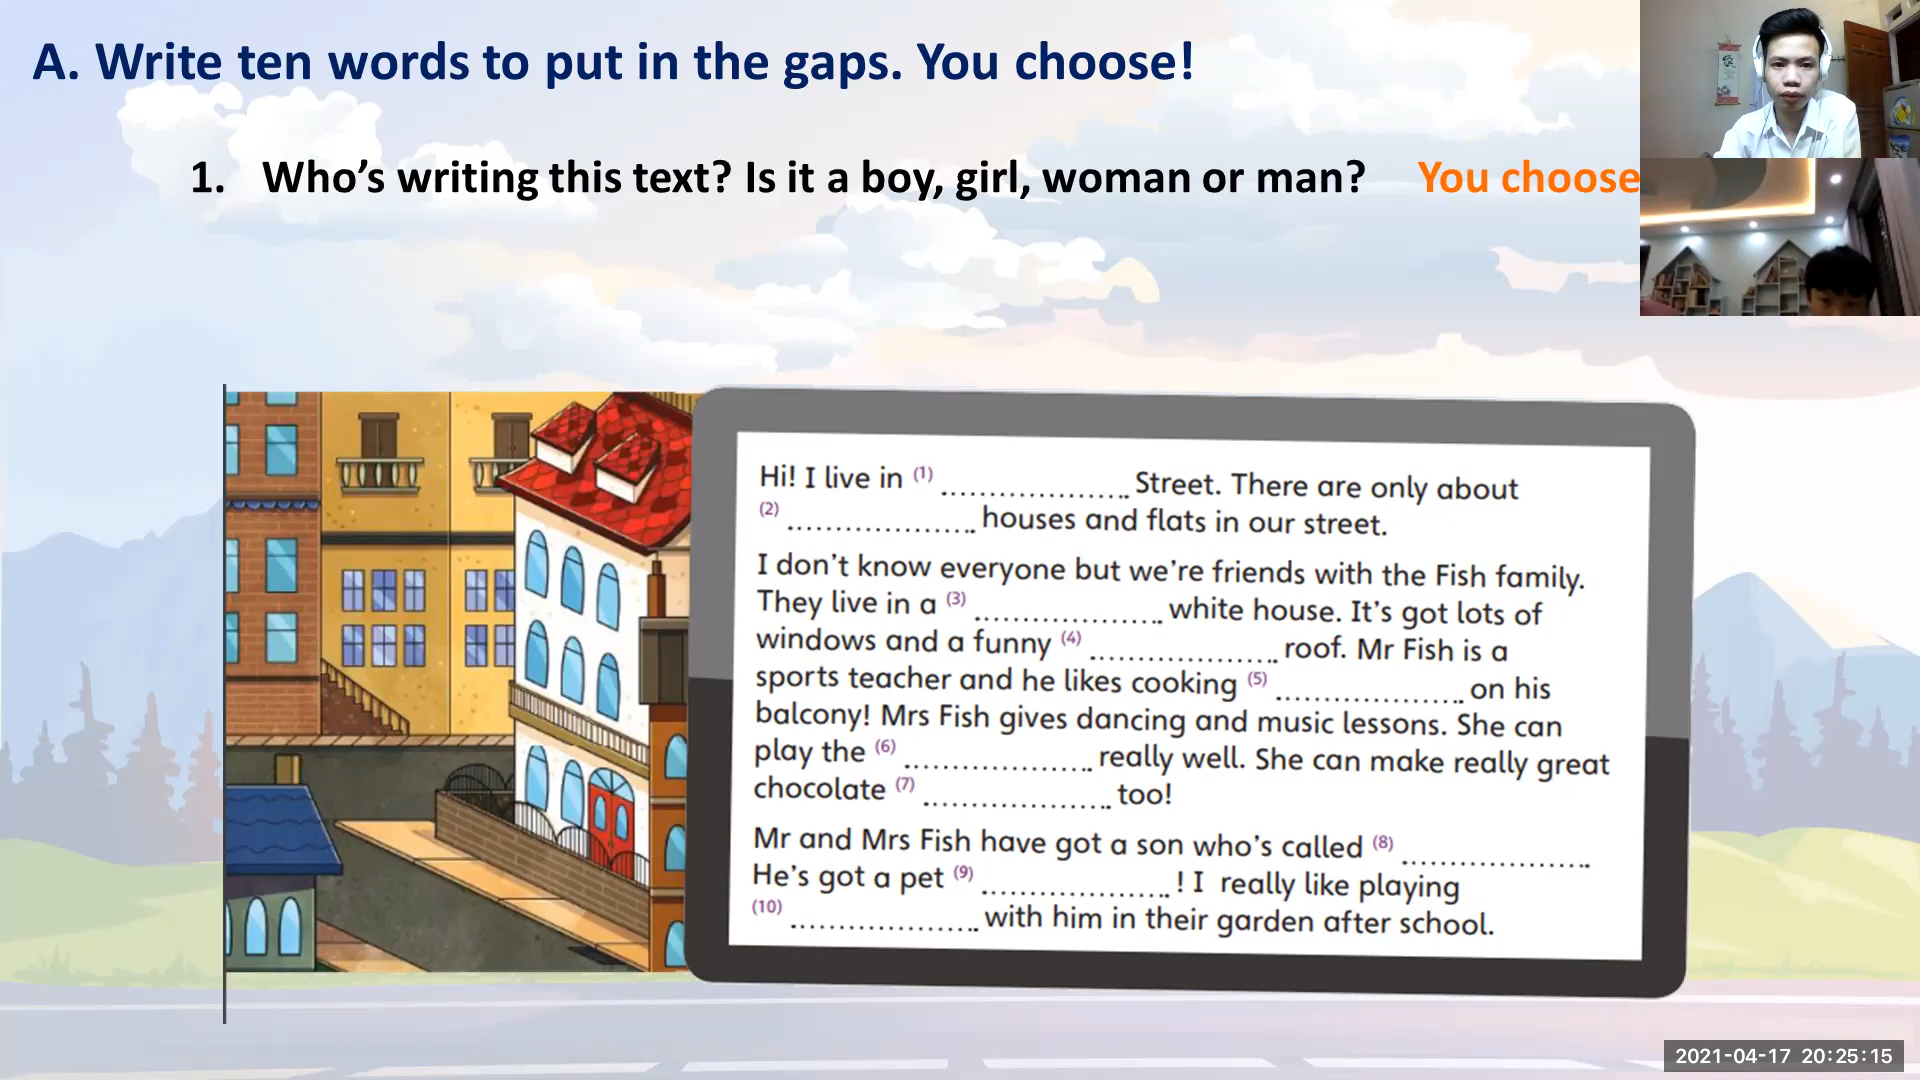 A. Write ten words to put in the gaps. You choose!
1. Who’s writing this text? Is it a boy, girl, woman or man? You choose
Hi! I live in (1) .................... Street. There are only about
(2) .................... houses and flats in our street.
I don’t know everyone but we’re friends with the Fish family.
They live in a (3) .................... white house. It’s got lots of
windows and a funny (4) .................... roof. Mr Fish is a
sports teacher and he likes cooking (5) .................... on his
balcony! Mrs Fish gives dancing and music lessons. She can
play the (6) .................... really well. She can make really great
chocolate (7) .................... too!
Mr and Mrs Fish have got a son who’s called (8) ....................
He’s got a pet (9) .................... ! I really like playing
(10) .................... with him in their garden after school.
2021-04-17 20:25:15